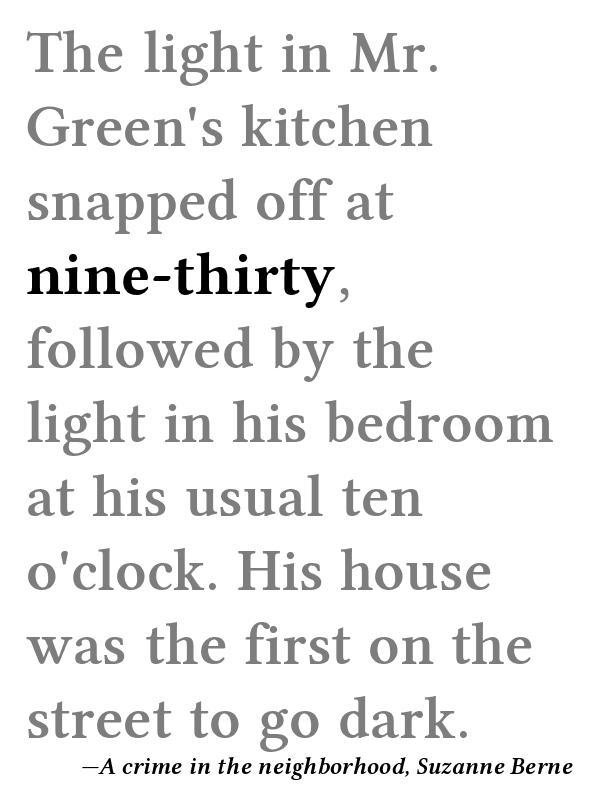 The light in Mr.
Green's kitchen
snapped off at
nine-thirty,
followed by the
light in his bedroom
at his usual ten
o'clock. His house
was the first on the
street to go dark.
—A crime in the neighborhood, Suzanne Berne